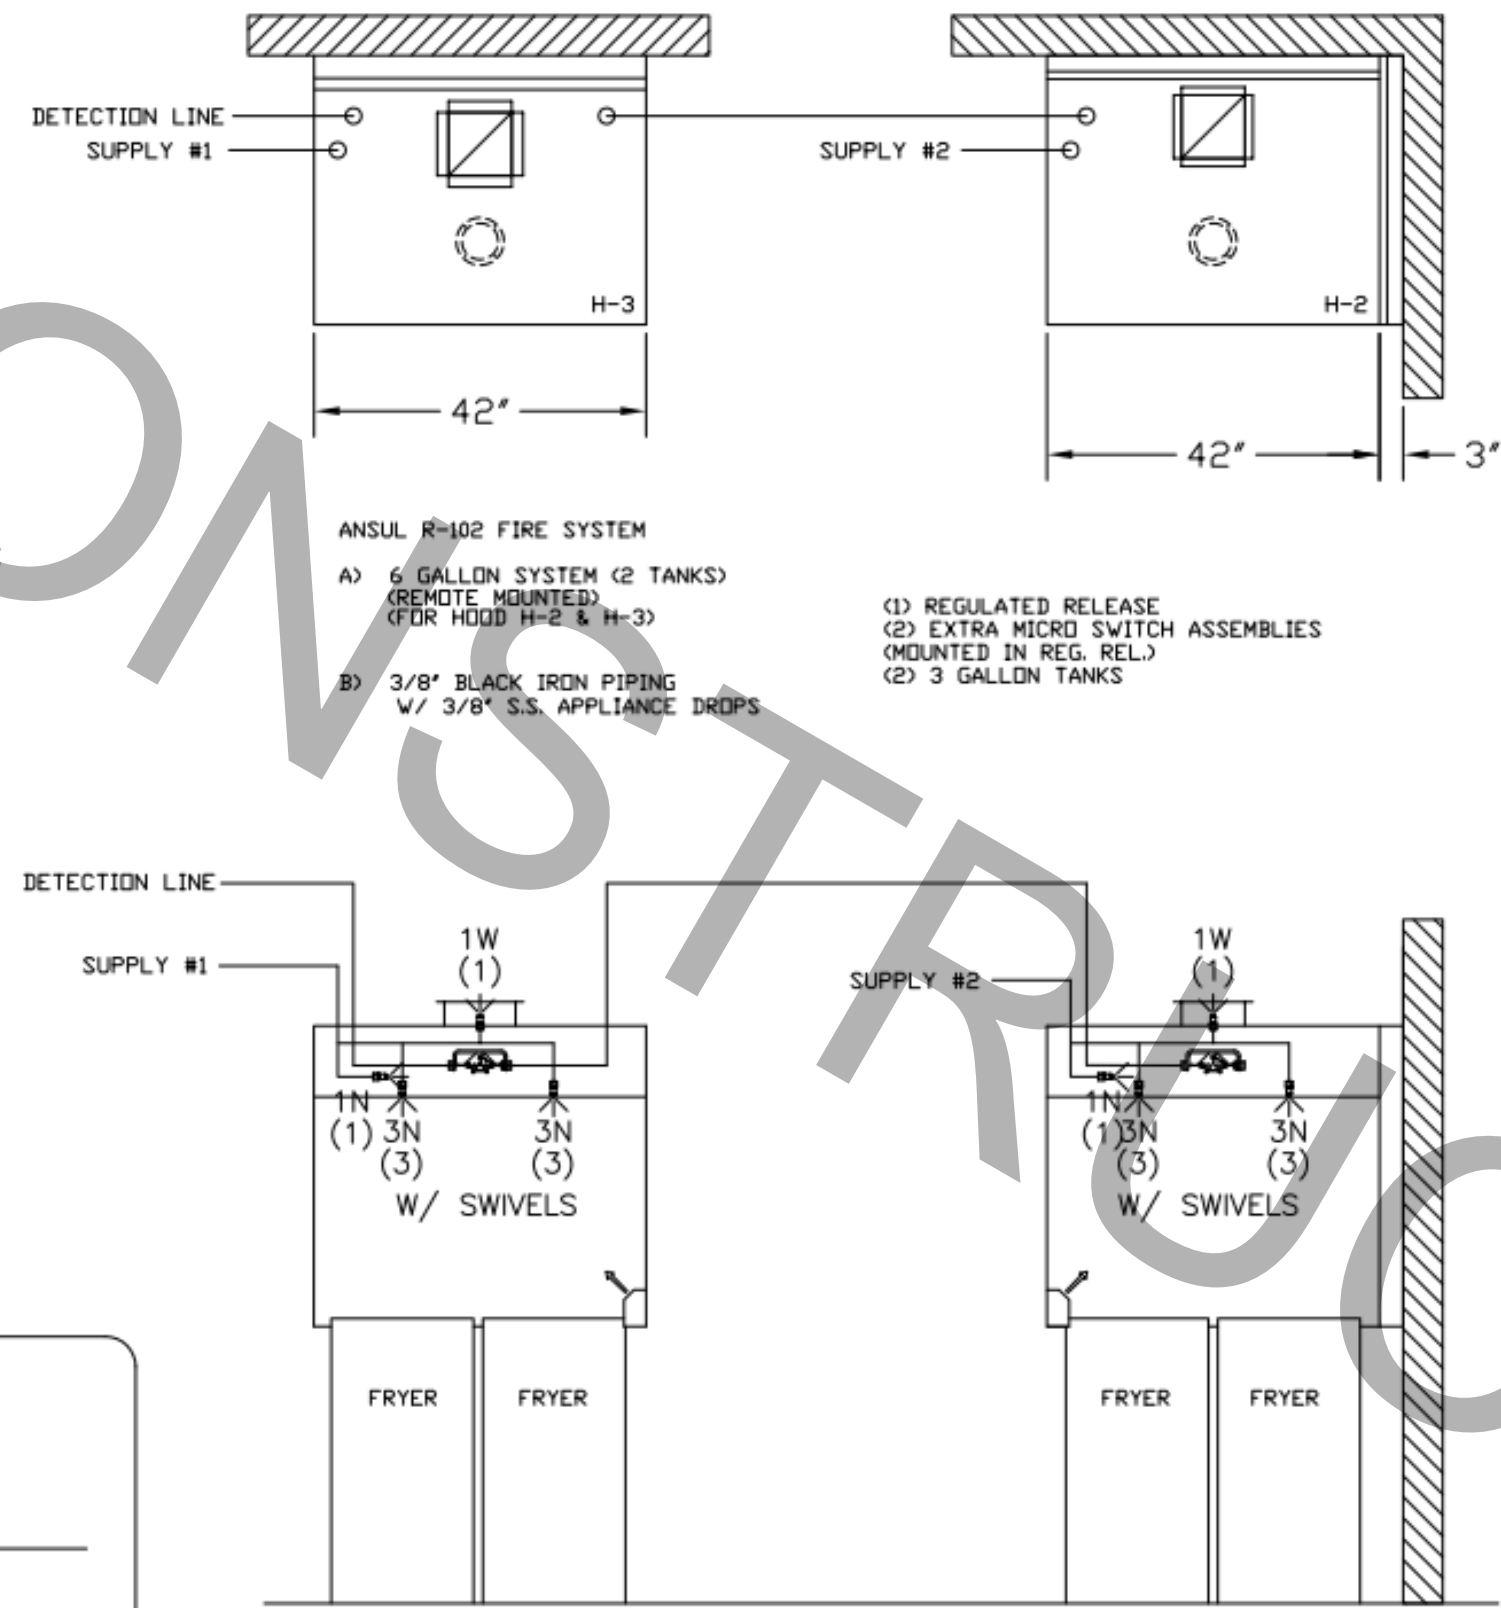 DETECTION LINE
SUPPLY #1
SUPPLY #2
H-3
H-2
42"
42"
3"
ANSUL R-102 FIRE SYSTEM
A) 6 GALLON SYSTEM (2 TANKS)
(REMOTE MOUNTED)
(FOR HOOD H-2 & H-3)
B) 3/8" BLACK IRON PIPING
W/ 3/8" S.S. APPLIANCE DROPS
(1) REGULATED RELEASE
(2) EXTRA MICRO SWITCH ASSEMBLIES
(MOUNTED IN REG. REL.)
(2) 3 GALLON TANKS
ONSTRUC
DETECTION LINE
SUPPLY #1
1W
(1)
1N
(1)
3N
(3)
3N
(3)
W/ SWIVELS
FRYER
FRYER
SUPPLY #2
1W
(1)
1N
(1)
3N
(3)
3N
(3)
W/ SWIVELS
FRYER
FRYER